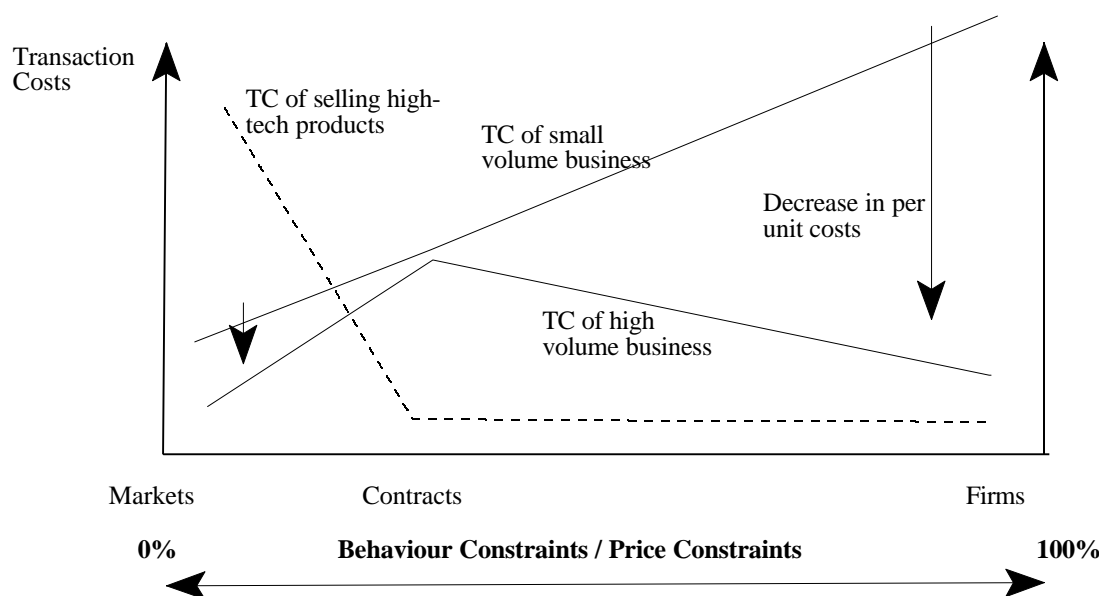 Transaction
Costs
TC of selling high-
tech products
TC of small
volume business
Decrease in per
unit costs
TC of high
volume business
Markets
Contracts
Firms
0%
Behaviour Constraints / Price Constraints
100%